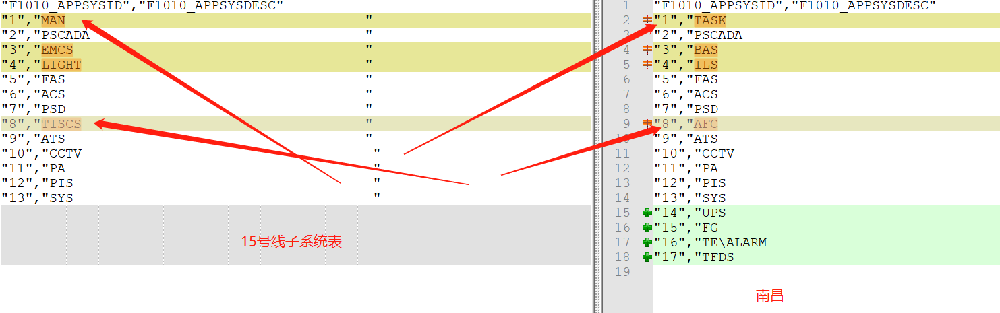 "F1010_APPSYSID","F1010_APPSYSDESC"
"1","MAN "
"2","PSCADA "
"3","EMCS "
"4","LIGHT "
"5","FAS "
"6","ACS "
"7","PSD "
"8","TISCS "
"9","ATS "
"10","CCTV "
"11","PA "
"12","PIS "
"13","SYS "
15号线子系统表
1 "F1010_APPSYSID","F1010_APPSYSDESC"
2 "1","TASK
3 "2","PSCADA
4 "3","BAS
5 "4","ILS
6 "5","FAS
7 "6","ACS
8 "7","PSD
9 "8","AFC
10 "9","ATS
11 "10","CCTV
12 "11","PA
13 "12","PIS
14 "13","SYS
15 "14","UPS
16 "15","FG
17 "16","TE\ALARM
18 "17","TFDS
19
南昌